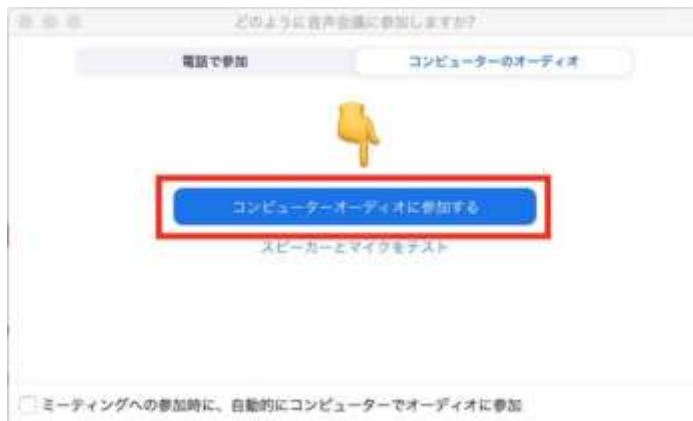 どのように音声会議に参加しますか?
電話で参加
コンピューターのオーディオ
コンピューターオーディオに参加する
スピーカーとマイクをテスト
ミーティングへの参加時に、自動的にコンピューターでオーディオに参加